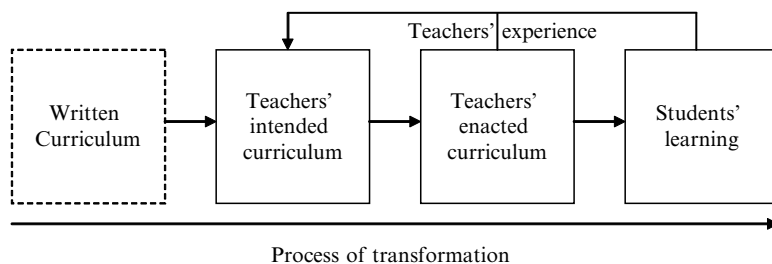 Teachers' experience
Written
Curriculum
Teachers'
intended
curriculum
Teachers'
enacted
curriculum
Students'
learning
Process of transformation